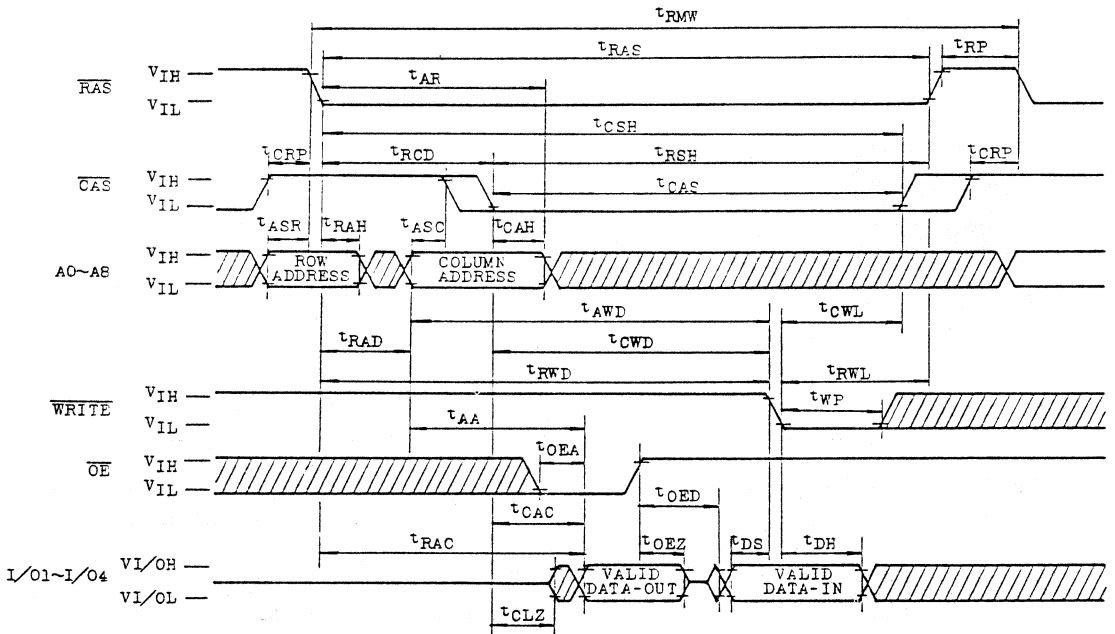 tRMW
tRAS
tRP
RAS
VIH
VIL
tAR
tCSH
tCRP
tRCD
tRSH
tCRP
CAS
VIH
VIL
tCAS
tASR
tRAH
tASC
tCAH
A0~A8
VIH
VIL
ROW
ADDRESS
COLUMN
ADDRESS
tAWD
tCWL
tRAD
tCWD
tRWD
tRWL
WRITE
VIH
VIL
tWP
tAA
tOEA
OE
VIH
VIL
tOED
tCAC
tRAC
tOEZ
tDS
tDH
I/O1~I/O4
VI/OH
VI/OL
VALID
DATA-OUT
VALID
DATA-IN
tCLZ